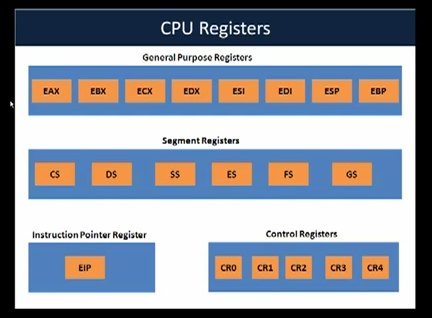 CPU Registers
General Purpose Registers
EAX EBX ECX EDX ESI EDI ESP EBP
Segment Registers
CS DS SS ES FS GS
Instruction Pointer Register
EIP
Control Registers
CR0 CR1 CR2 CR3 CR4